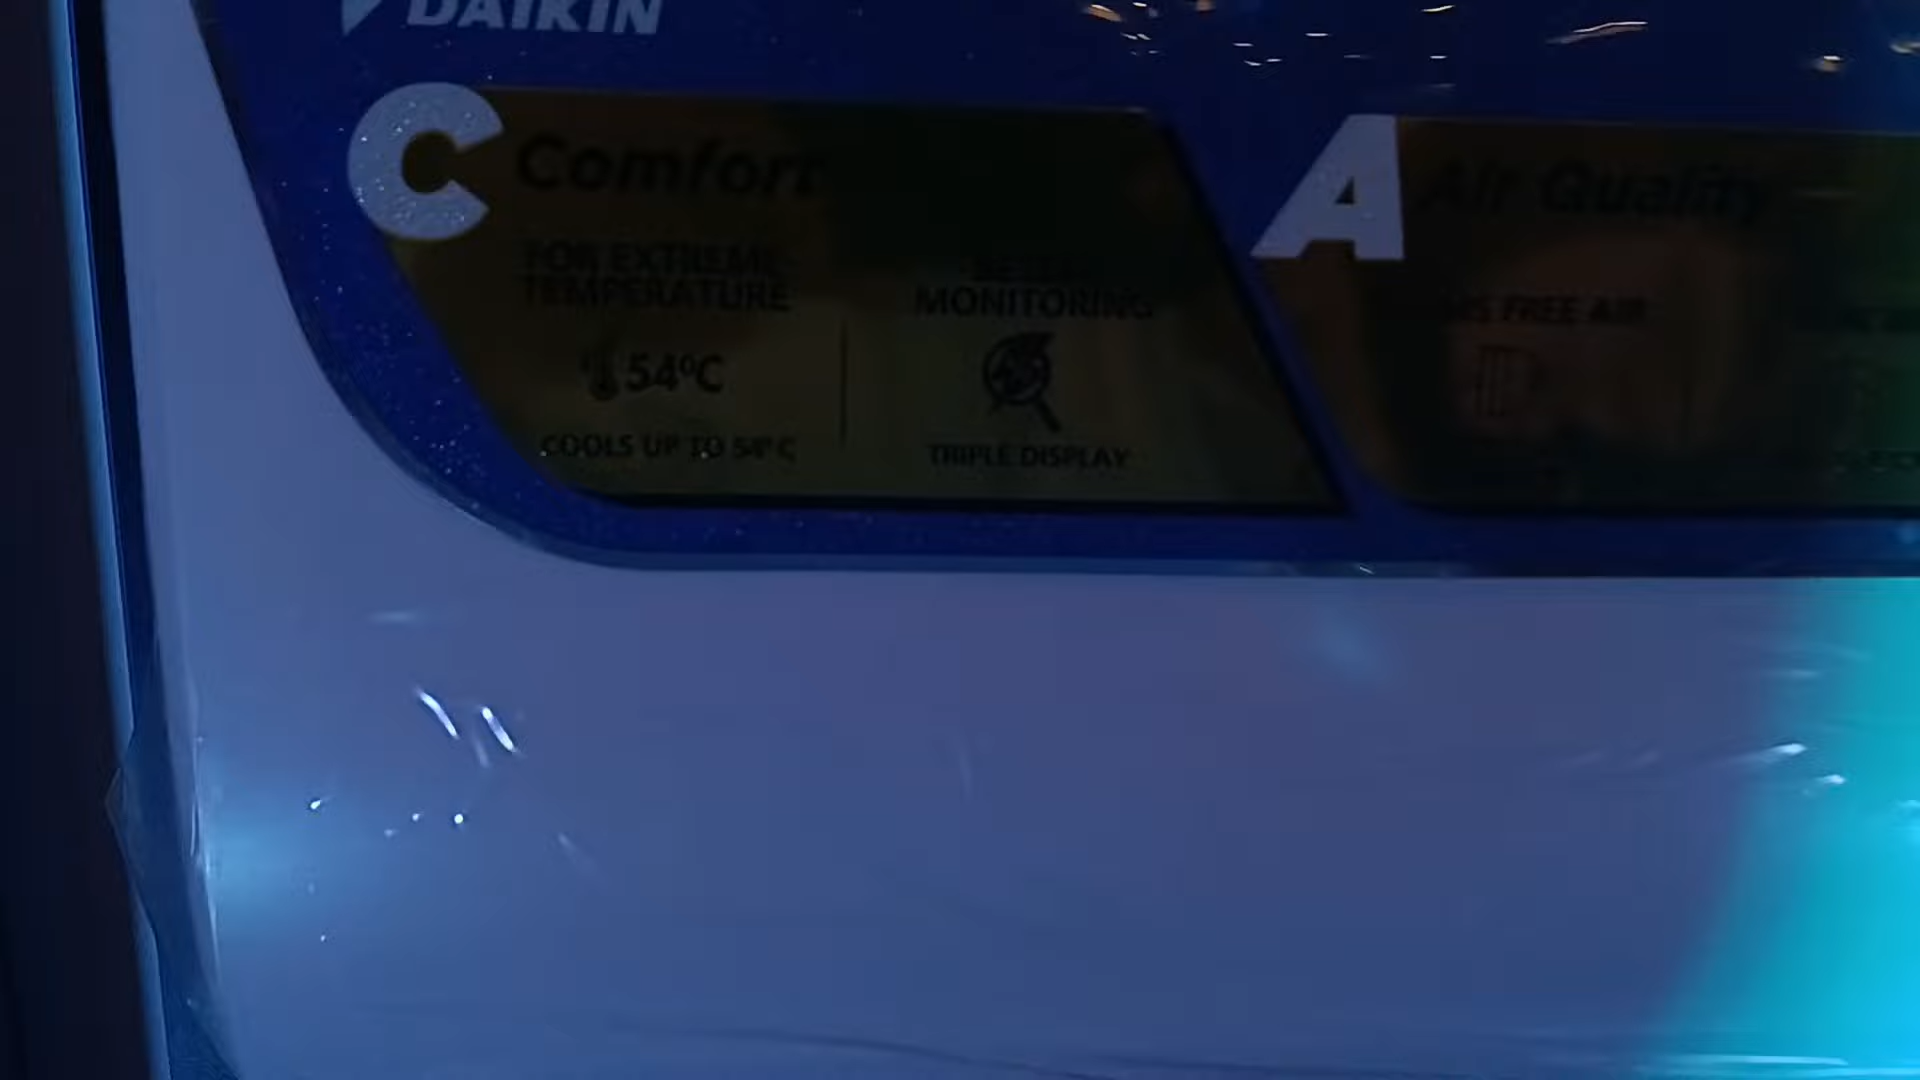 DAIKIN
C Comfort
FOR EXTREME
TEMPERATURE
54°C
COOLS UP TO 54°C
MONITORING
TRIPLE DISPLAY
A Air Quality
FREE AIR